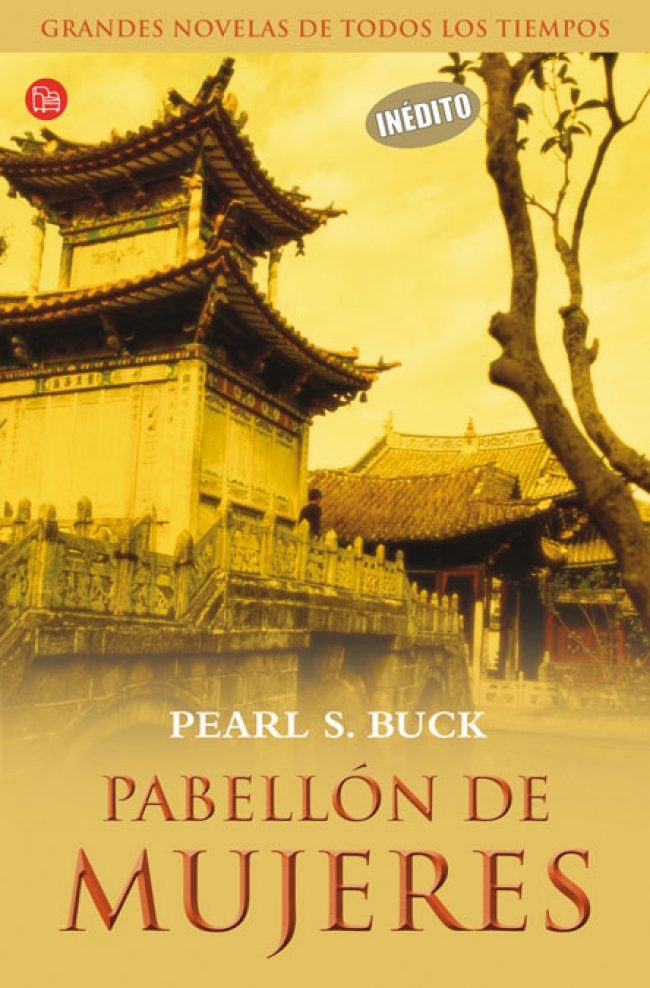 GRANDES NOVELAS DE TODOS LOS TIEMPOS
INÉDITO
PEARL S. BUCK
PABELLÓN DE
MUJERES